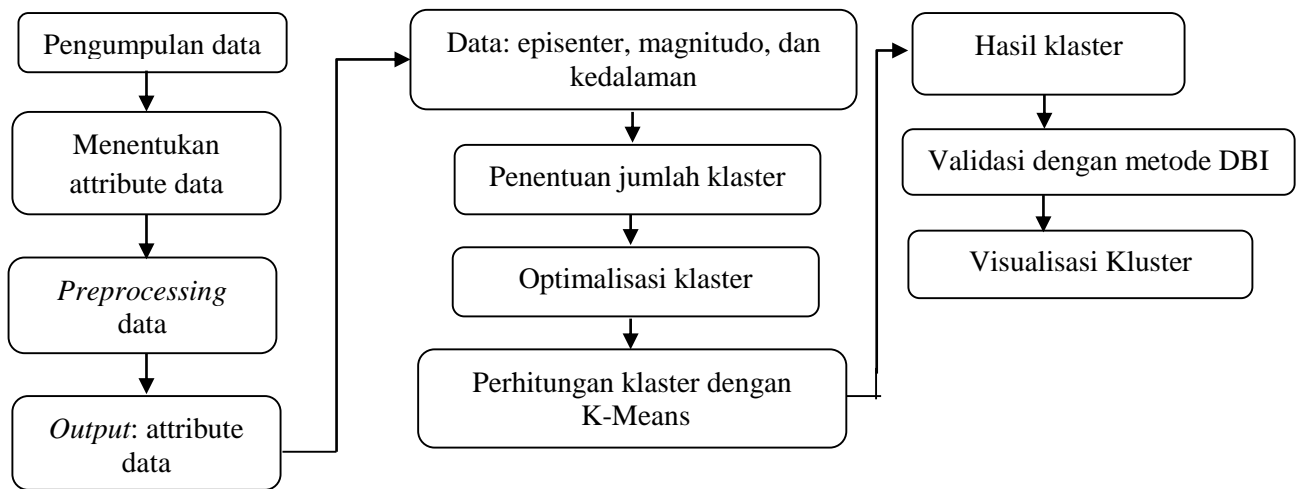 Pengumpulan data
Menentukan
attribute data
Preprocessing
data
Output: attribute
data
Data: episenter, magnitudo, dan
kedalaman
Penentuan jumlah klaster
Optimalisasi klaster
Perhitungan klaster dengan
K-Means
Hasil klaster
Validasi dengan metode DBI
Visualisasi Kluster